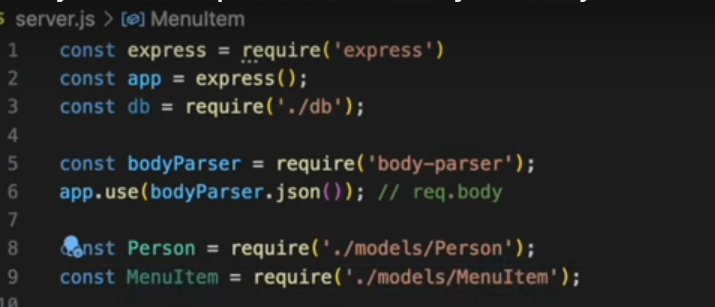 server.js > MenuItem
1 const express = require('express')
2 const app = express();
3 const db = require('./db');
4
5 const bodyParser = require('body-parser');
6 app.use(bodyParser.json()); // req.body
7
8 const Person = require('./models/Person');
9 const MenuItem = require('./models/MenuItem');
10